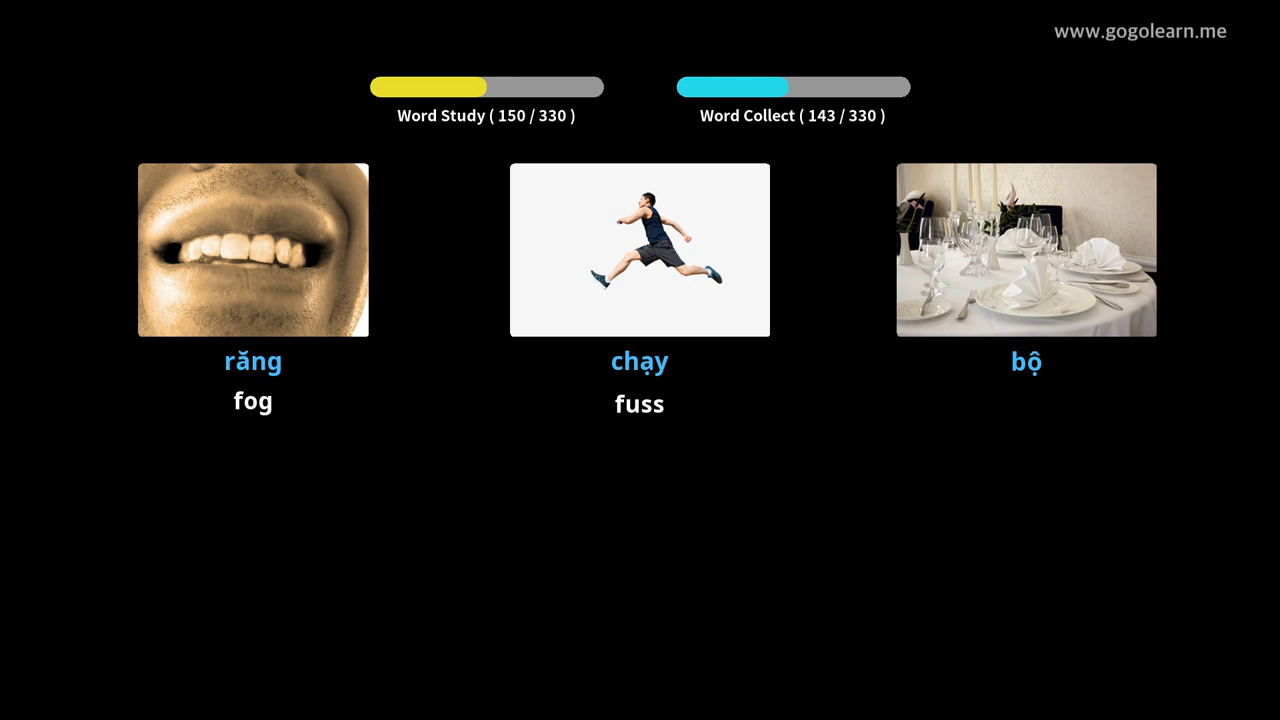 www.gogolearn.me
Word Study ( 150 / 330 )
Word Collect ( 143 / 330 )
răng
chạy
bộ
fog
fuss